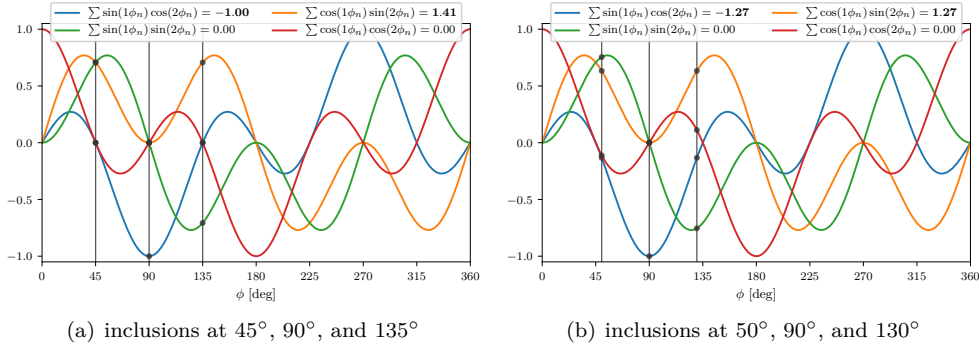 ∑ sin(1ϕₙ) cos(2ϕₙ) = −1.00
∑ cos(1ϕₙ) sin(2ϕₙ) = 1.41
∑ sin(1ϕₙ) sin(2ϕₙ) = 0.00
∑ cos(1ϕₙ) cos(2ϕₙ) = 0.00
1.0
0.5
0.0
−0.5
−1.0
0 45 90 135 180 225 270 315 360
ϕ [deg]
(a) inclusions at 45°, 90°, and 135°
∑ sin(1ϕₙ) cos(2ϕₙ) = −1.27
∑ cos(1ϕₙ) sin(2ϕₙ) = 1.27
∑ sin(1ϕₙ) sin(2ϕₙ) = 0.00
∑ cos(1ϕₙ) cos(2ϕₙ) = 0.00
1.0
0.5
0.0
−0.5
−1.0
0 45 90 135 180 225 270 315 360
ϕ [deg]
(b) inclusions at 50°, 90°, and 130°